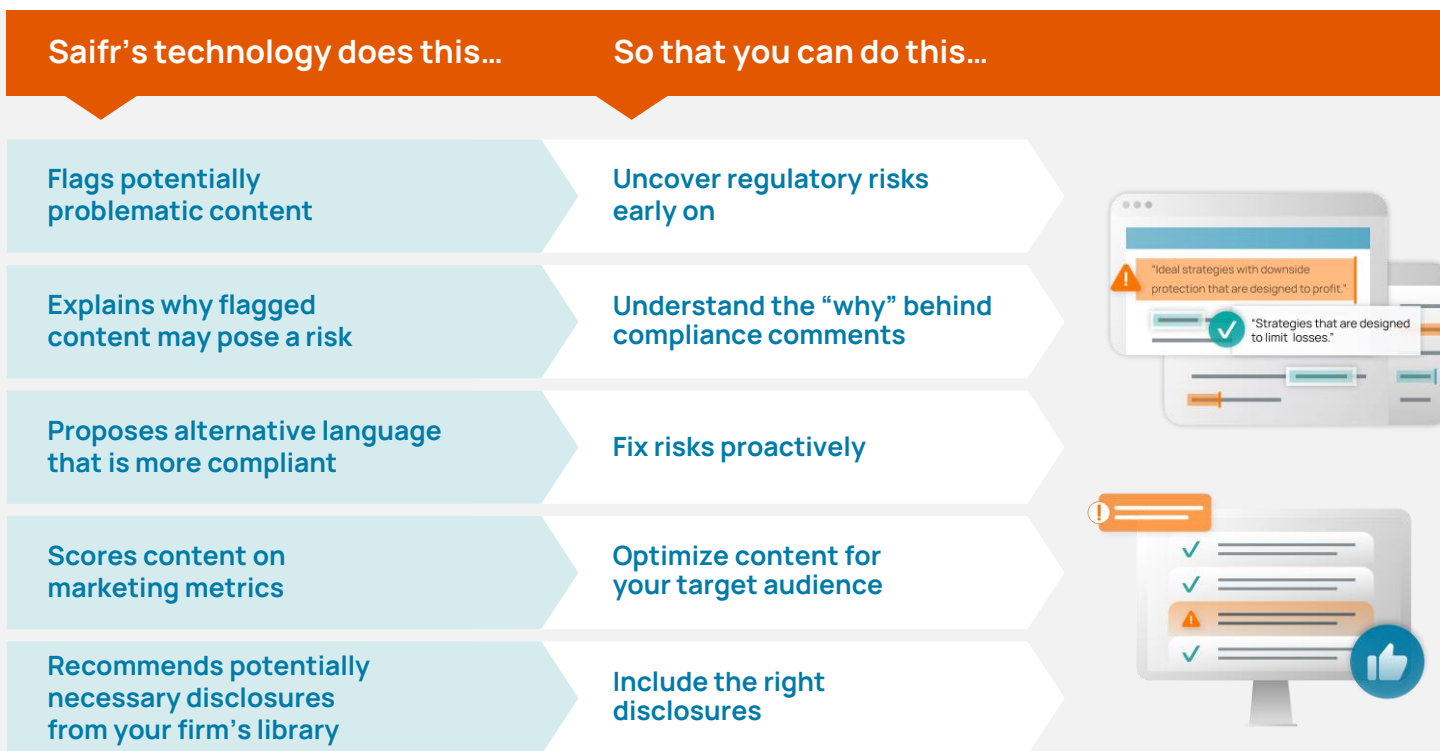 Saifr’s technology does this…
So that you can do this…
Flags potentially
problematic content
Uncover regulatory risks
early on
Explains why flagged
content may pose a risk
Understand the “why” behind
compliance comments
Proposes alternative language
that is more compliant
Fix risks proactively
Scores content on
marketing metrics
Optimize content for
your target audience
Recommends potentially
necessary disclosures
from your firm’s library
Include the right
disclosures
"Ideal strategies with downside
protection that are designed to profit."
"Strategies that are designed
to limit losses."